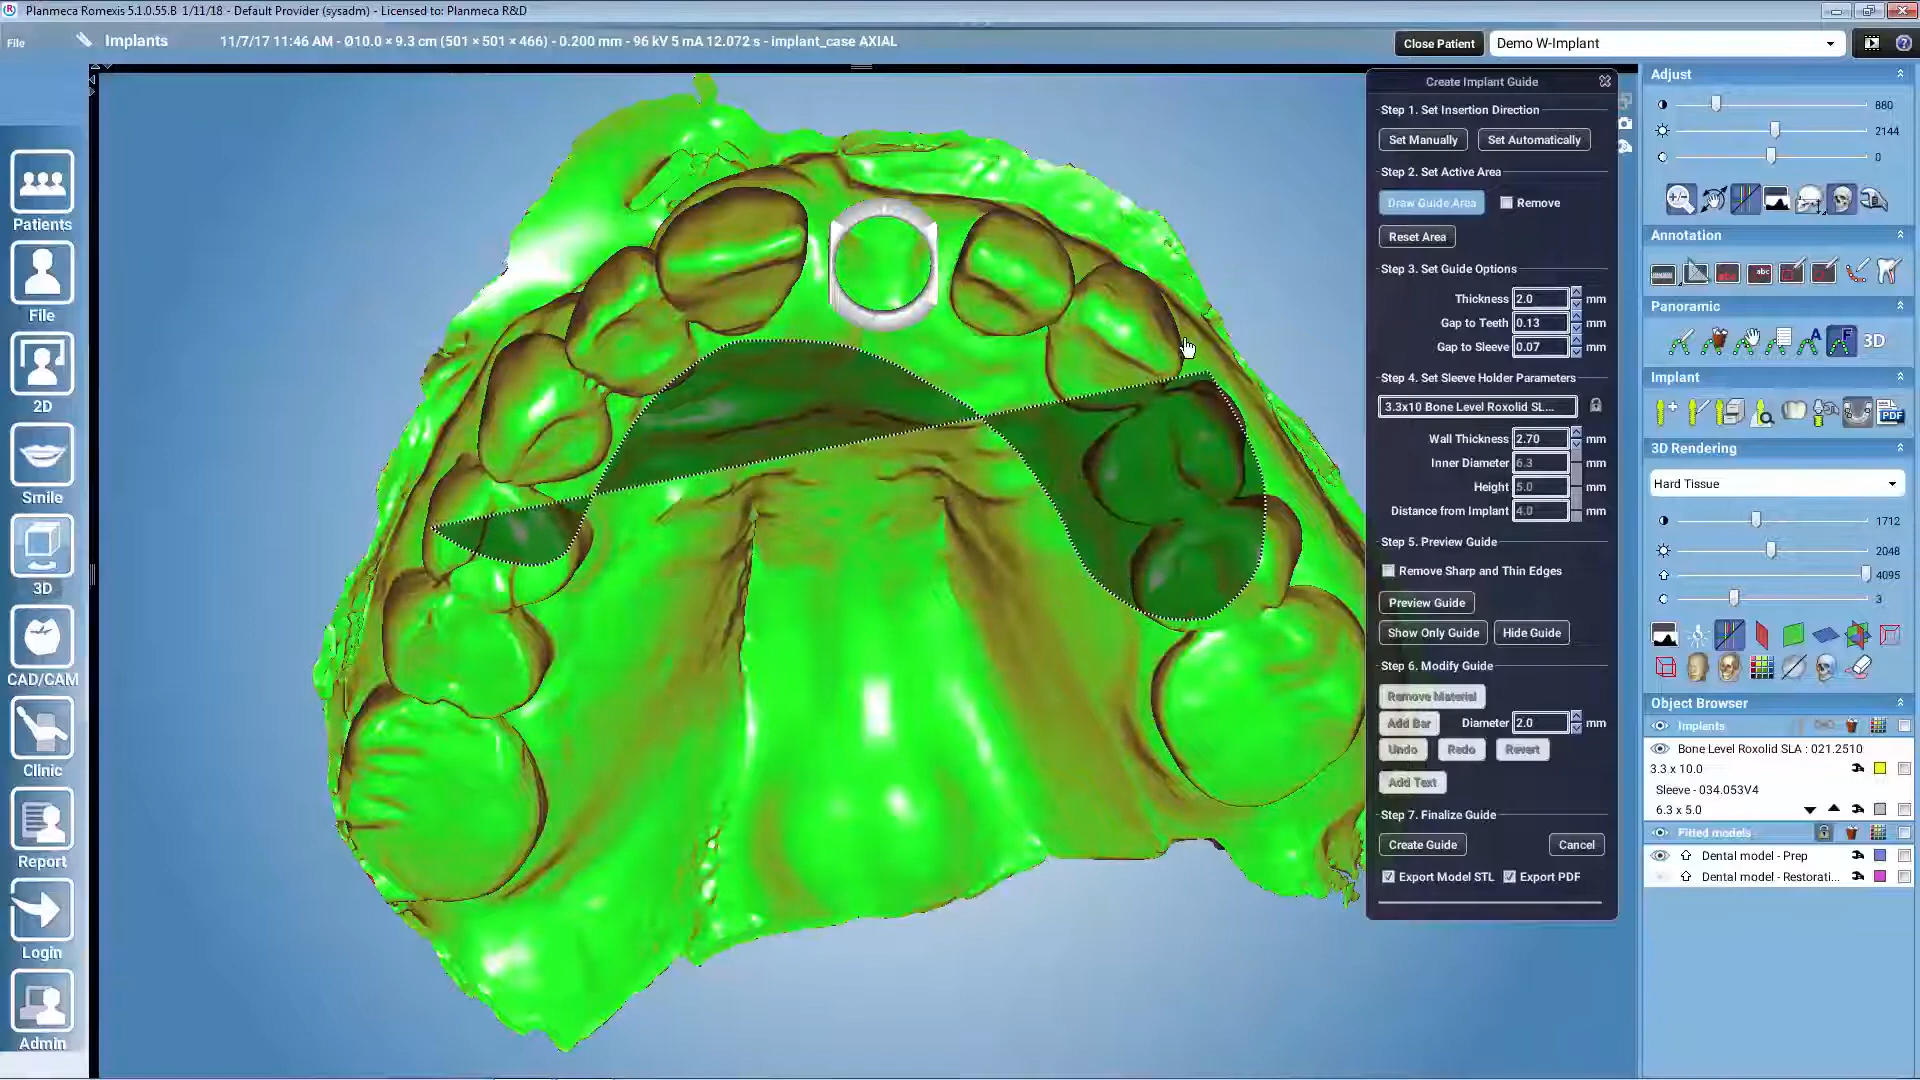 Planmeca Romexis 5.1.0.55.B 1/11/18 - Default Provider (sysadm) - Licensed to: Planmeca R&D
File
Implants
11/7/17 11:46 AM - Ø10.0 × 9.3 cm (501 × 501 × 466) - 0.200 mm - 96 kV 5 mA 12.072 s - implant_case AXIAL
Close Patient
Demo W-Implant
Patients
File
2D
Smile
3D
CAD/CAM
Clinic
Report
Login
Admin
Create Implant Guide
Step 1. Set Insertion Direction
Set Manually Set Automatically
Step 2. Set Active Area
Draw Guide Area Remove
Reset Area
Step 3. Set Guide Options
Thickness 2.0 mm
Gap to Teeth 0.13 mm
Gap to Sleeve 0.07 mm
Step 4. Set Sleeve Holder Parameters
3.3x10 Bone Level Roxolid SL...
Wall Thickness 2.70 mm
Inner Diameter 6.3 mm
Height 5.0 mm
Distance from Implant 4.0 mm
Step 5. Preview Guide
Remove Sharp and Thin Edges
Preview Guide
Show Only Guide Hide Guide
Step 6. Modify Guide
Remove Material
Add Bar Diameter 2.0 mm
Undo Redo Revert
Add Text
Step 7. Finalize Guide
Create Guide Cancel
Export Model STL Export PDF
Adjust
880
2144
0
Annotation
Panoramic
3D
Implant
PDF
3D Rendering
Hard Tissue
1712
2048
4095
3
Object Browser
Implants
Bone Level Roxolid SLA : 021.2510
3.3 x 10.0
Sleeve - 034.053V4
6.3 x 5.0
Fitted models
Dental model - Prep
Dental model - Restorati...